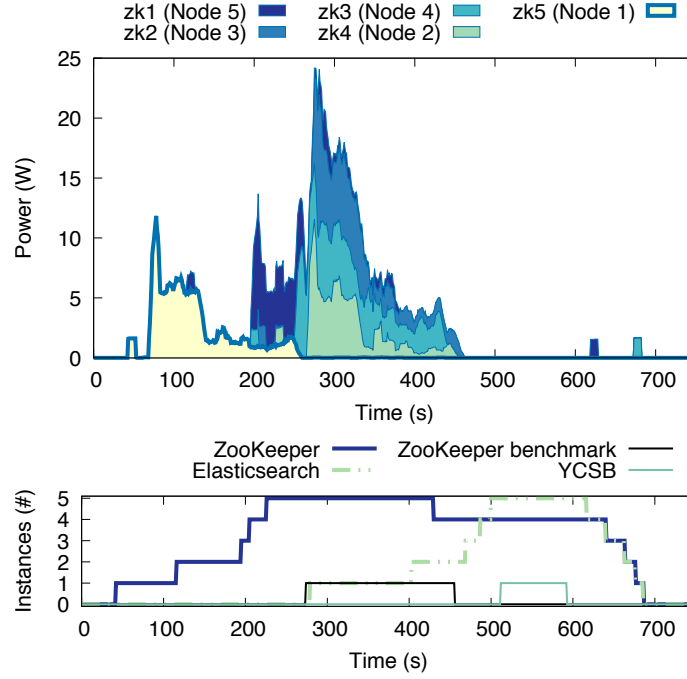 zk1 (Node 5) zk3 (Node 4) zk5 (Node 1)
zk2 (Node 3) zk4 (Node 2)
25
20
15
10
5
0
Power (W)
0 100 200 300 400 500 600 700
Time (s)
ZooKeeper ZooKeeper benchmark
Elasticsearch YCSB
5
4
3
2
1
0
Instances (#)
0 100 200 300 400 500 600 700
Time (s)